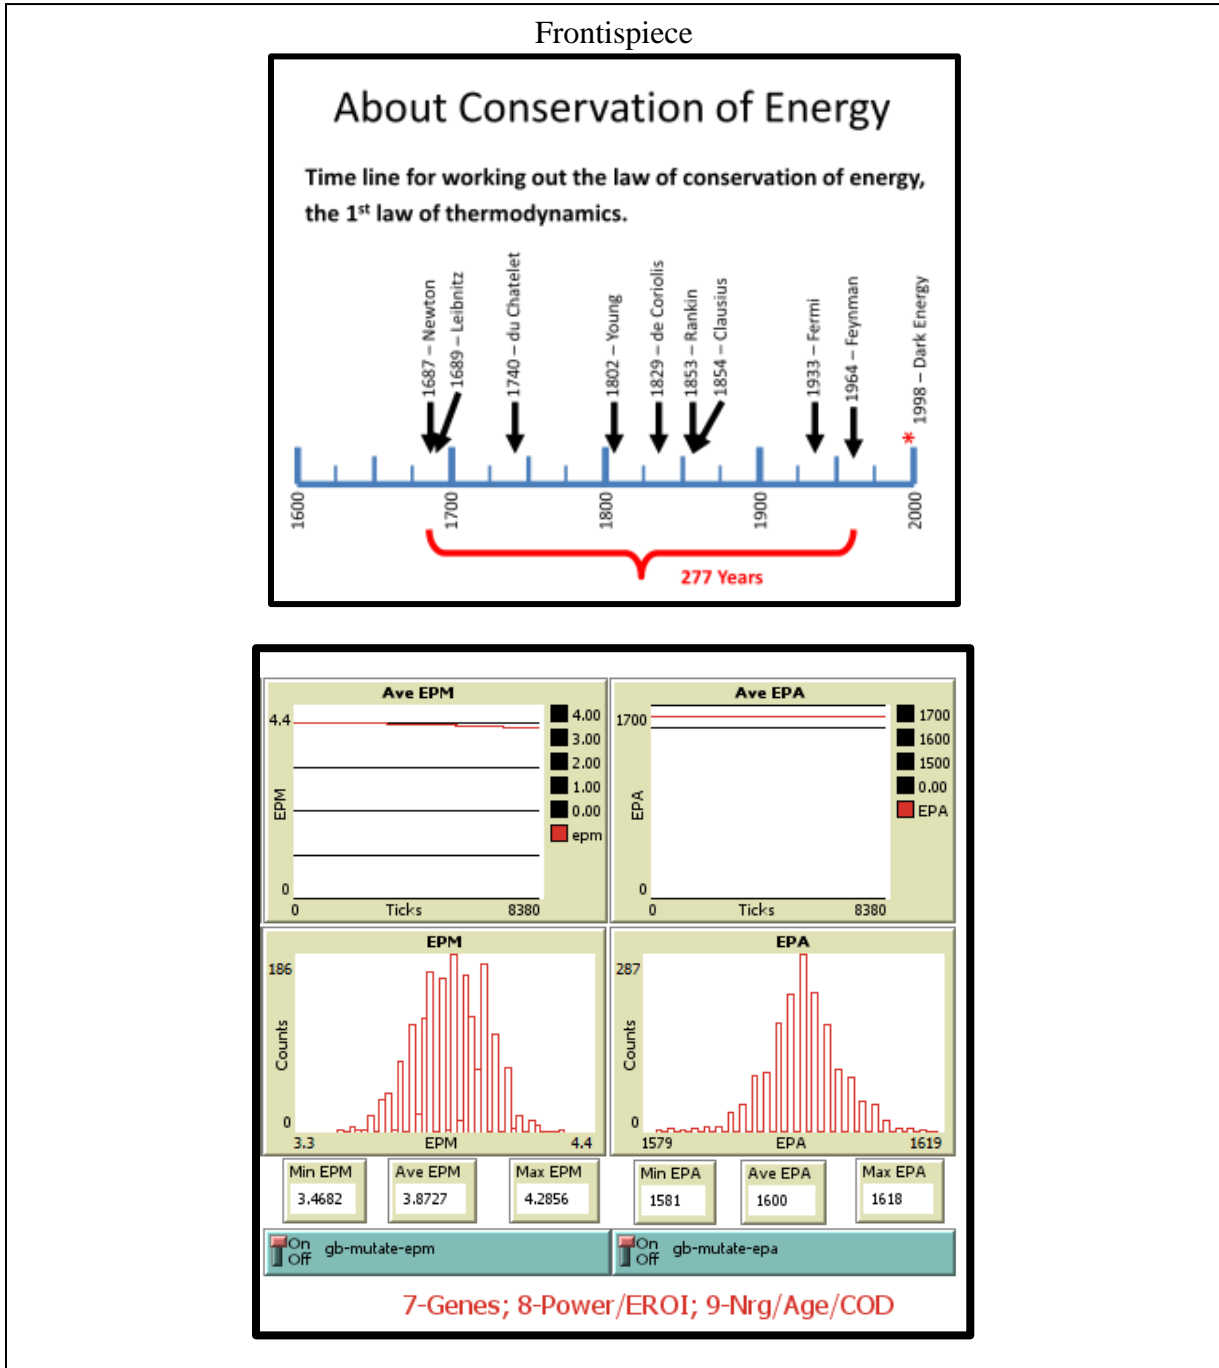 Frontispiece
About Conservation of Energy
Time line for working out the law of conservation of energy,
the 1st law of thermodynamics.
1687 – Newton
1689 – Leibnitz
1740 – du Chatelet
1802 – Young
1829 – de Coriolis
1853 – Rankin
1854 – Clausius
1933 – Fermi
1964 – Feynman
* 1998 – Dark Energy
1600
1700
1800
1900
2000
277 Years
Ave EPM
4.4
EPM
0
0 Ticks 8380
4.00
3.00
2.00
1.00
0.00
epm
Ave EPA
1700
EPA
0
0 Ticks 8380
1700
1600
1500
0.00
EPA
EPM
186
Counts
0
3.3 EPM 4.4
EPA
287
Counts
0
1579 EPA 1619
Min EPM
3.4682
Ave EPM
3.8727
Max EPM
4.2856
Min EPA
1581
Ave EPA
1600
Max EPA
1618
On
Off
gb-mutate-epm
On
Off
gb-mutate-epa
7-Genes; 8-Power/EROI; 9-Nrg/Age/COD